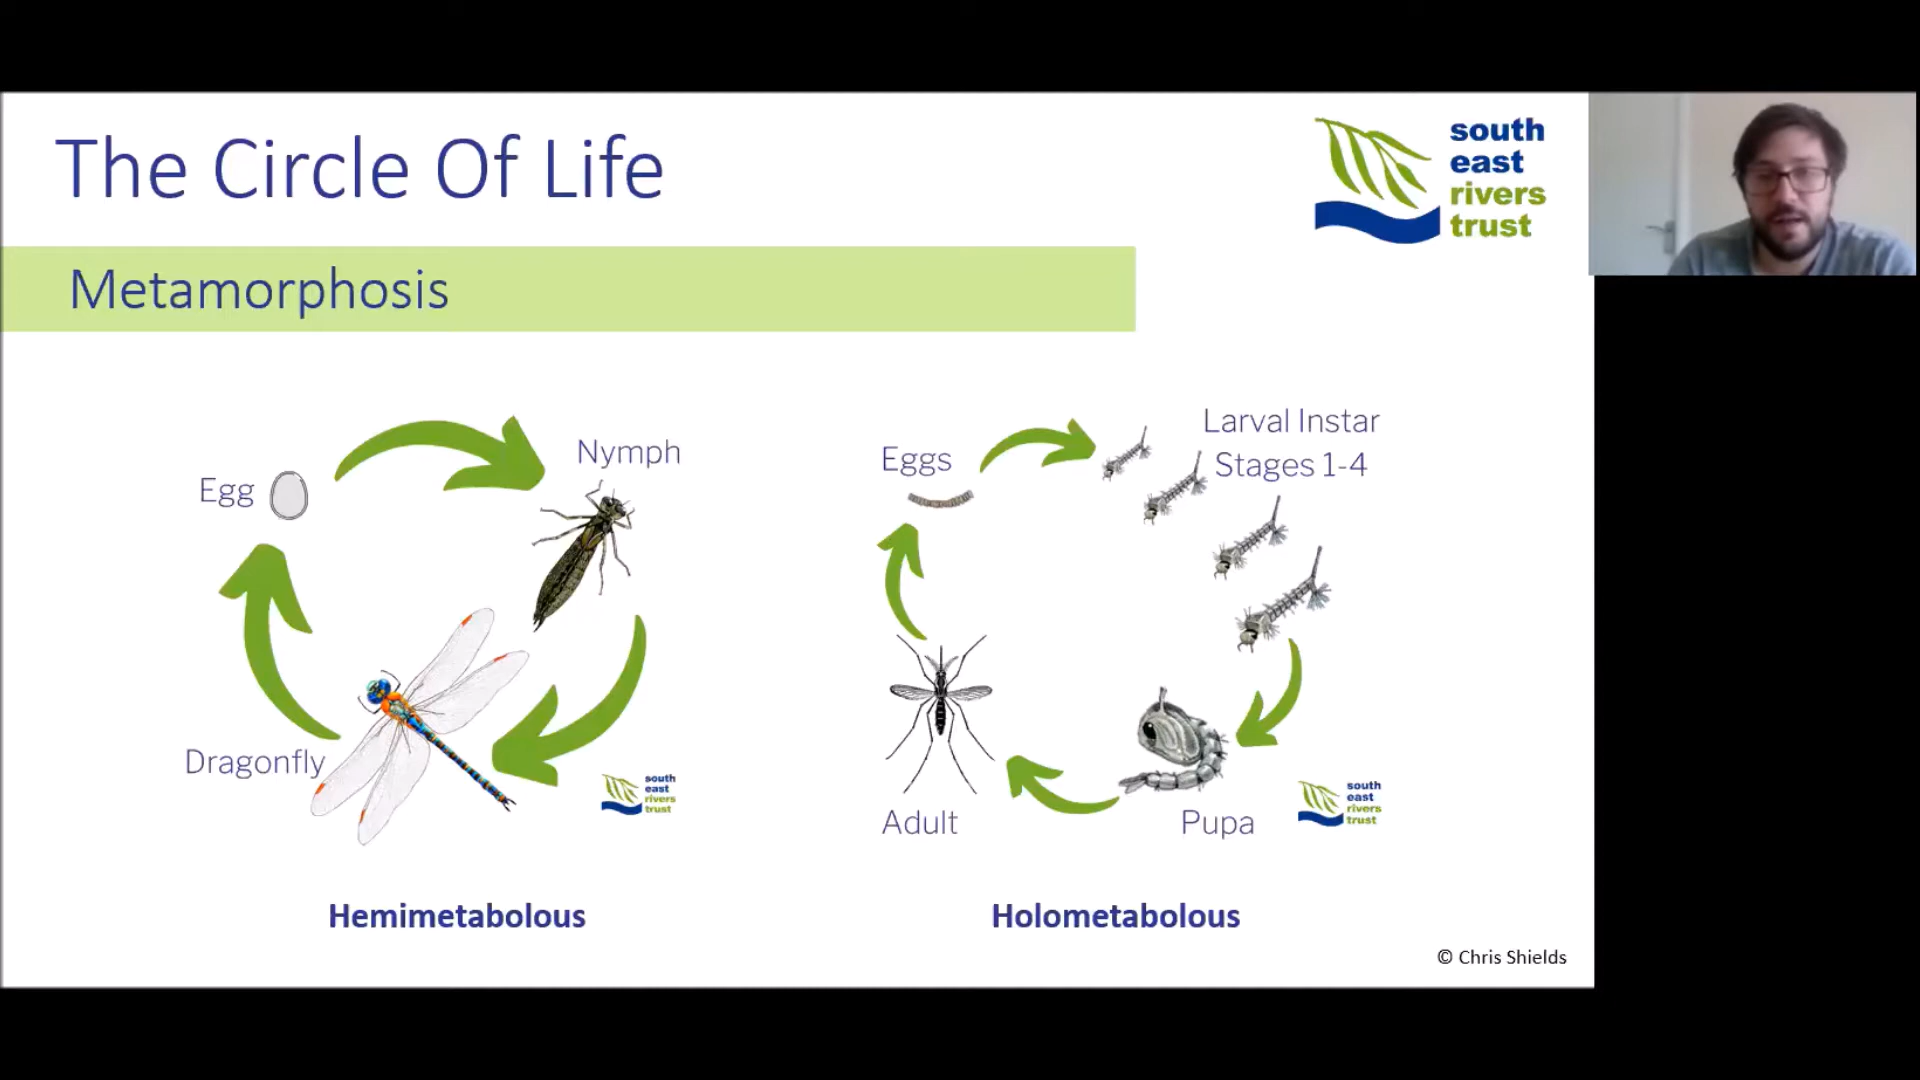 The Circle Of Life
south
east
rivers
trust
Metamorphosis
Egg
Nymph
Dragonfly
south
east
rivers
trust
Hemimetabolous
Eggs
Larval Instar
Stages 1-4
Adult
Pupa
south
east
rivers
trust
Holometabolous
© Chris Shields